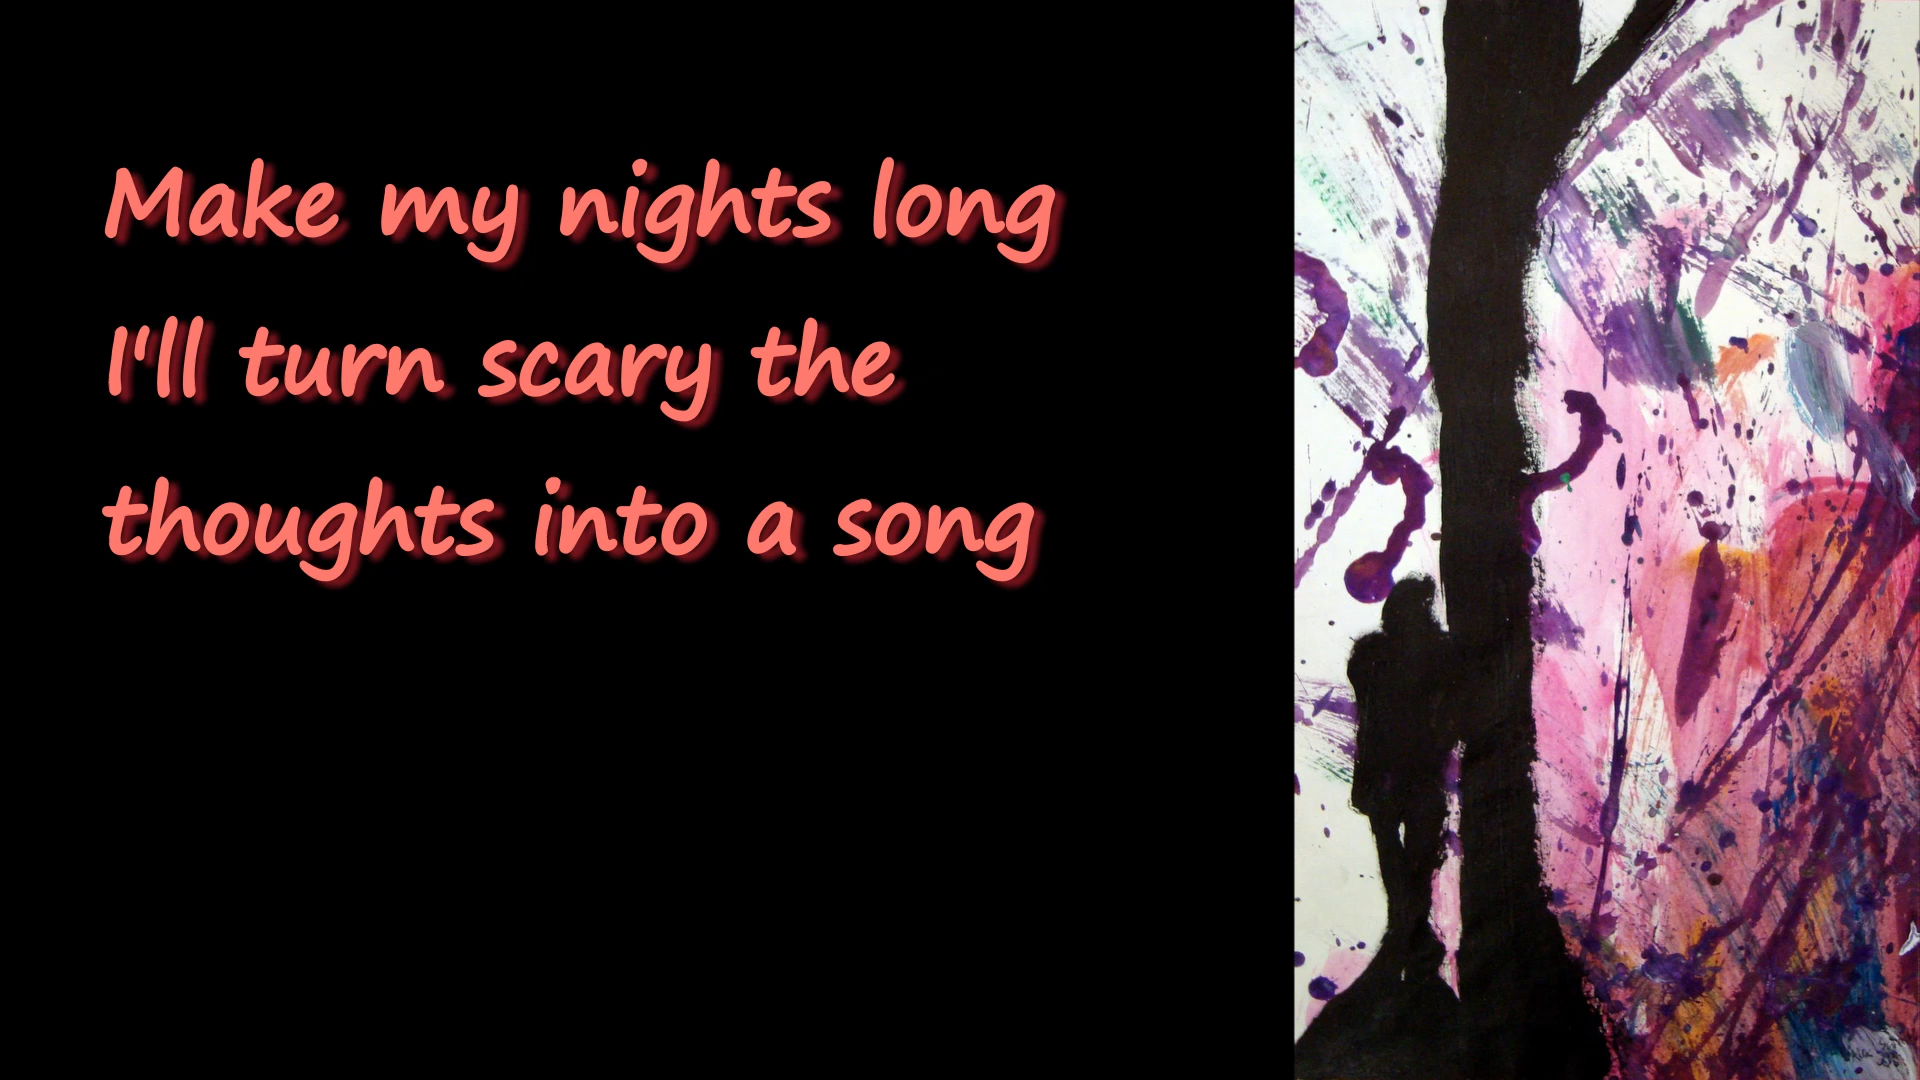 Make my nights long
I'll turn scary the
thoughts into a song